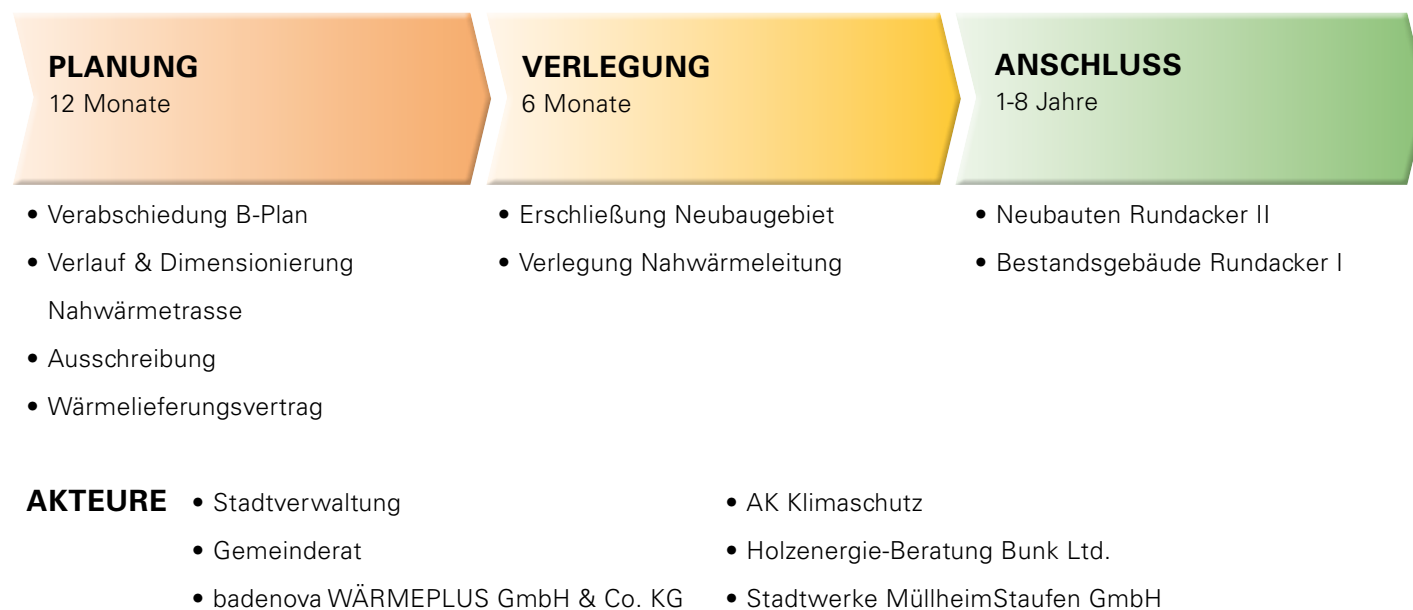 PLANUNG
12 Monate
• Verabschiedung B-Plan
• Verlauf & Dimensionierung
Nahwärmetrasse
• Ausschreibung
• Wärmelieferungsvertrag
VERLEGUNG
6 Monate
• Erschließung Neubaugebiet
• Verlegung Nahwärmeleitung
ANSCHLUSS
1-8 Jahre
• Neubauten Rundacker II
• Bestandsgebäude Rundacker I
AKTEURE
• Stadtverwaltung
• Gemeinderat
• badenova WÄRMEPLUS GmbH & Co. KG
• AK Klimaschutz
• Holzenergie-Beratung Bunk Ltd.
• Stadtwerke MüllheimStaufen GmbH